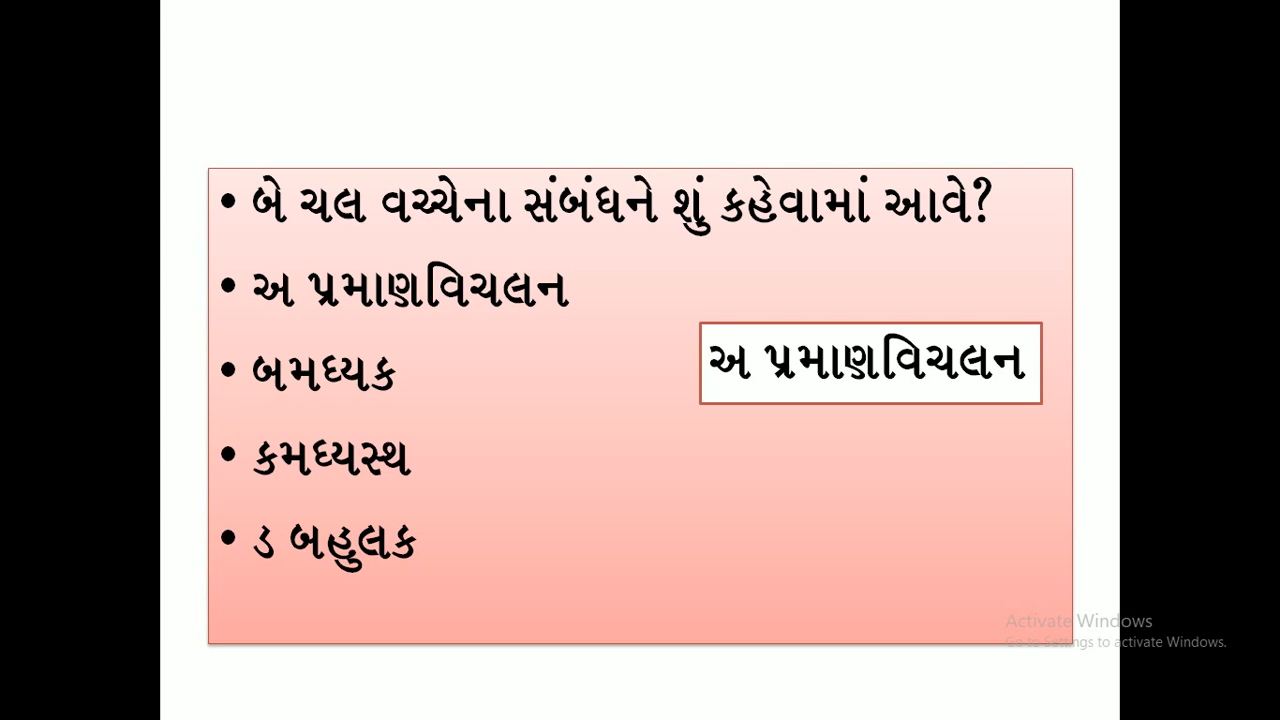 • બે ચલ વચ્ચેના સંબંધને શું કહેવામાં આવે?
• અ પ્રમાણવિચલન
અ પ્રમાણવિચલન
• બમધ્યક
• કમધ્યસ્થ
• ડ બહુલક
Activate Windows
Go to Settings to activate Windows.